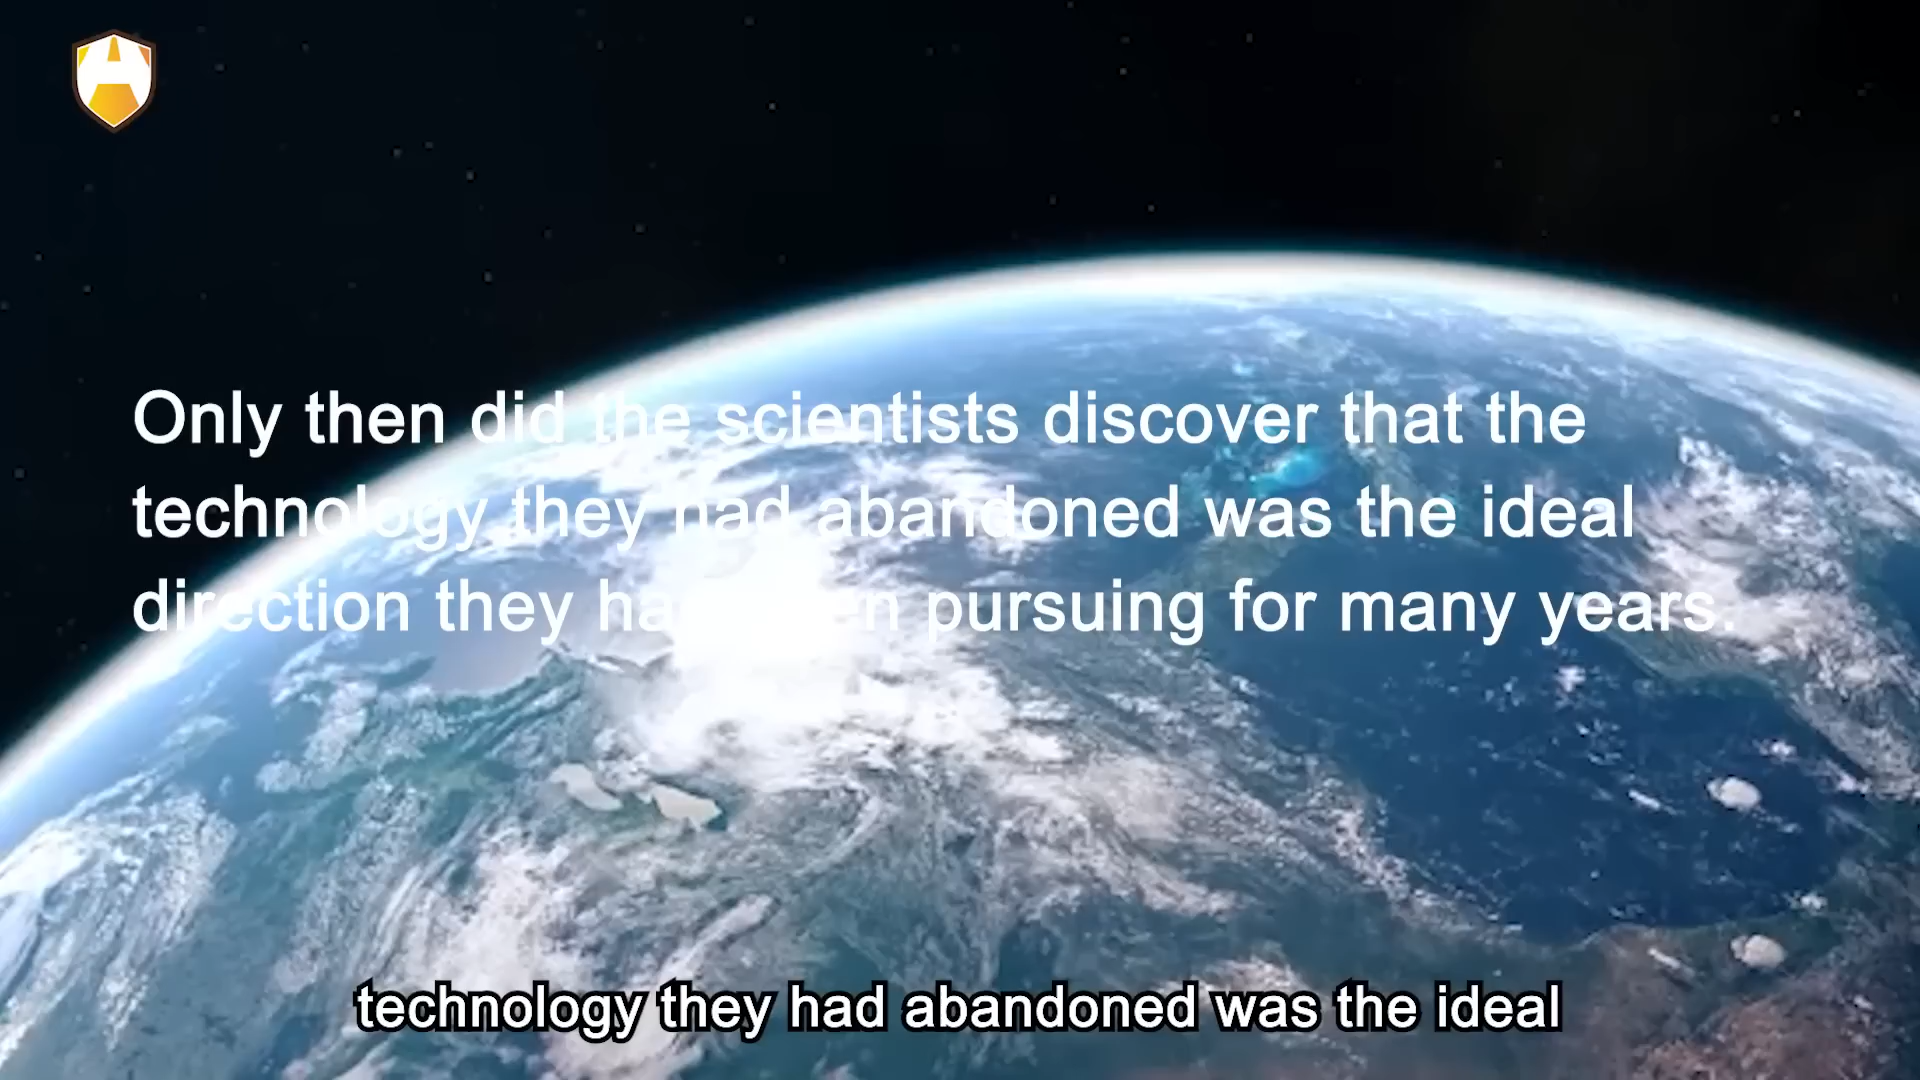 Only then did the scientists discover that the
technology they had abandoned was the ideal
direction they ha n pursuing for many years.
technology they had abandoned was the ideal